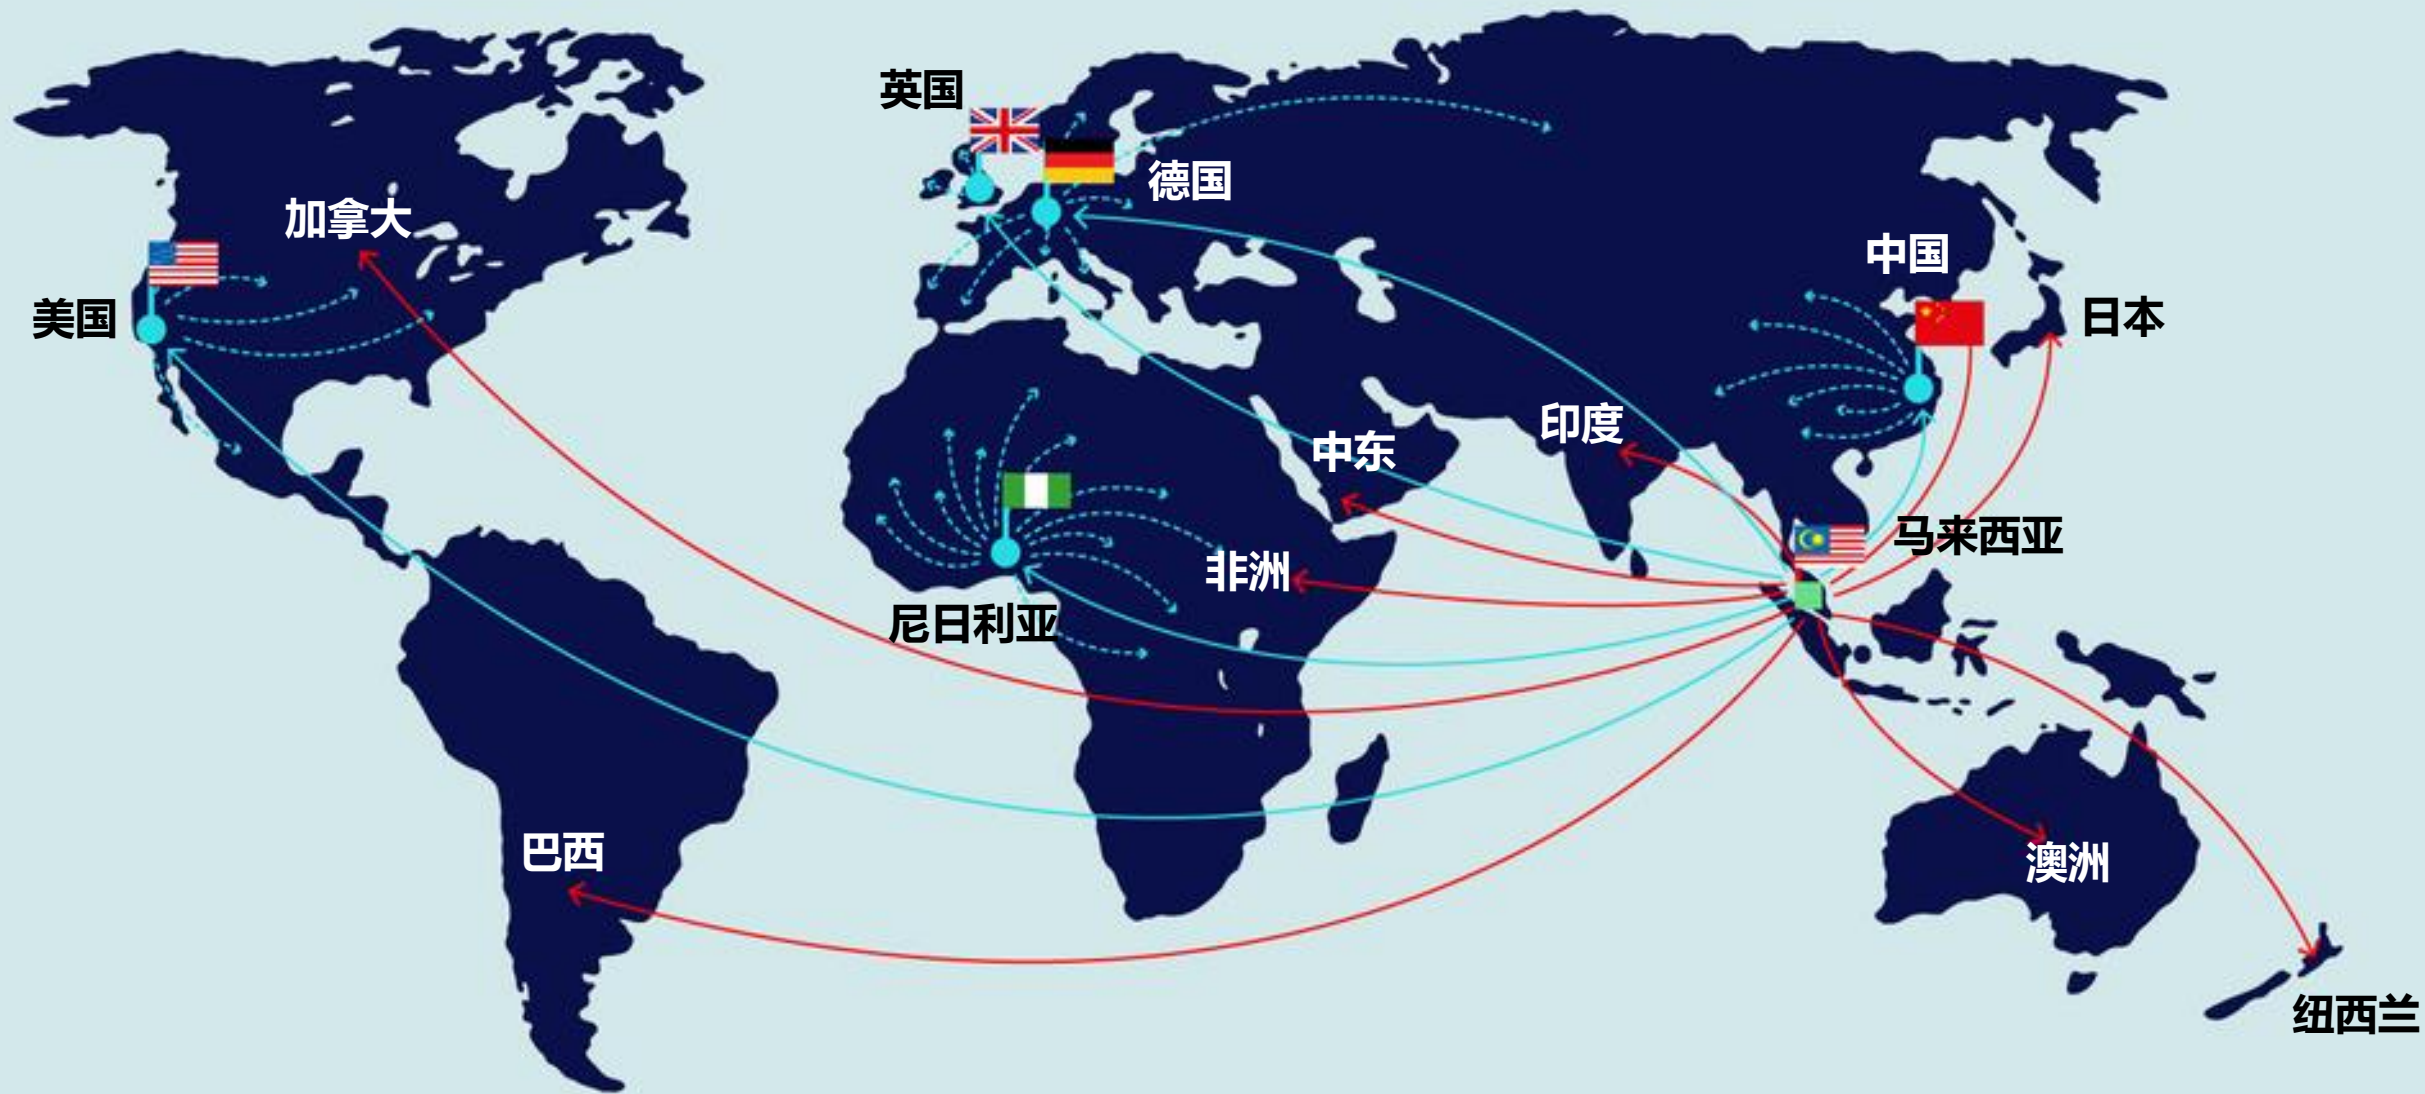 英国
德国
加拿大
中国
美国
日本
印度
中东
马来西亚
非洲
尼日利亚
巴西
澳洲
纽西兰